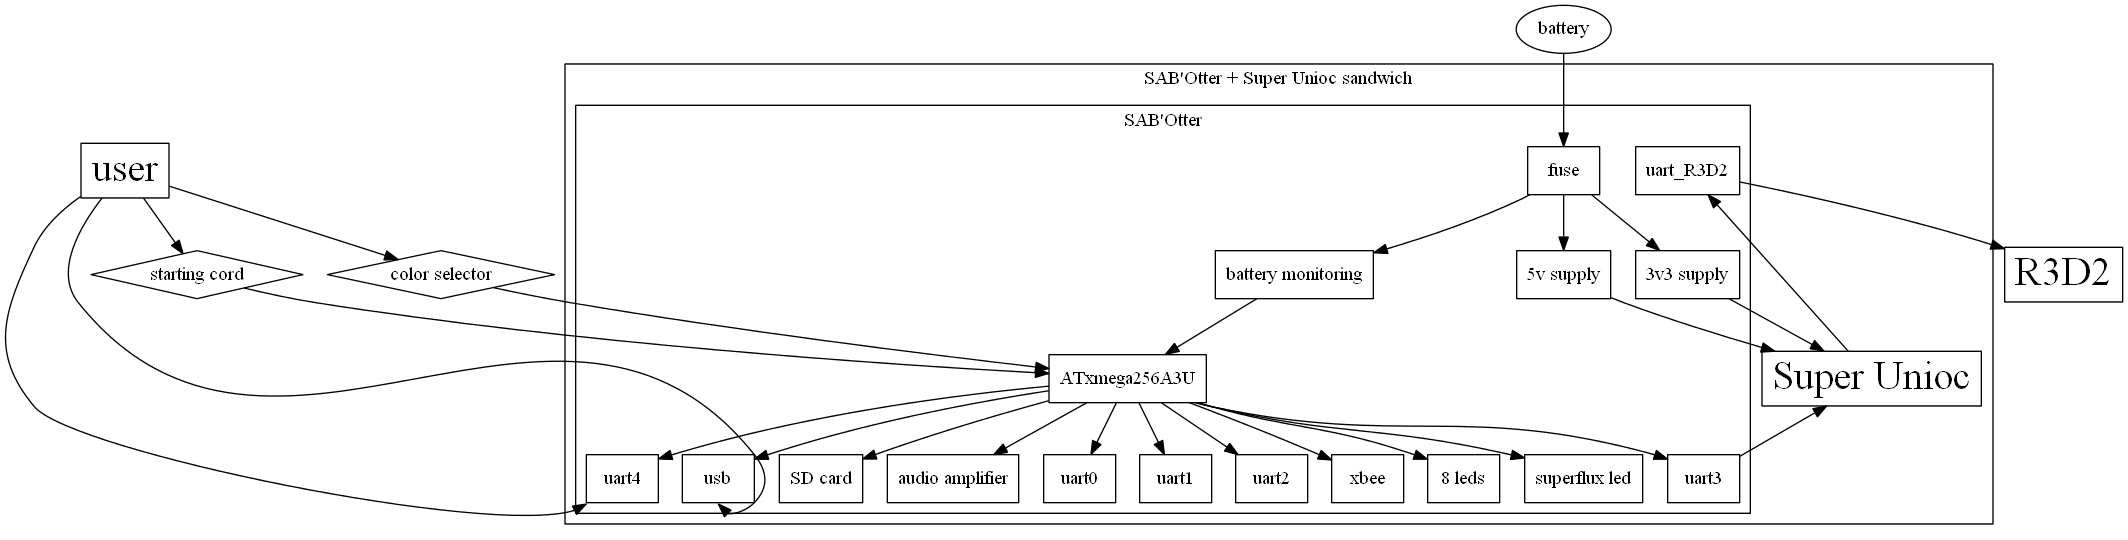 battery
SAB'Otter + Super Unioc sandwich
SAB'Otter
user
fuse
uart_R3D2
starting cord
color selector
battery monitoring
5v supply
3v3 supply
R3D2
ATxmega256A3U
Super Unioc
uart4
usb
SD card
audio amplifier
uart0
uart1
uart2
xbee
8 leds
superflux led
uart3